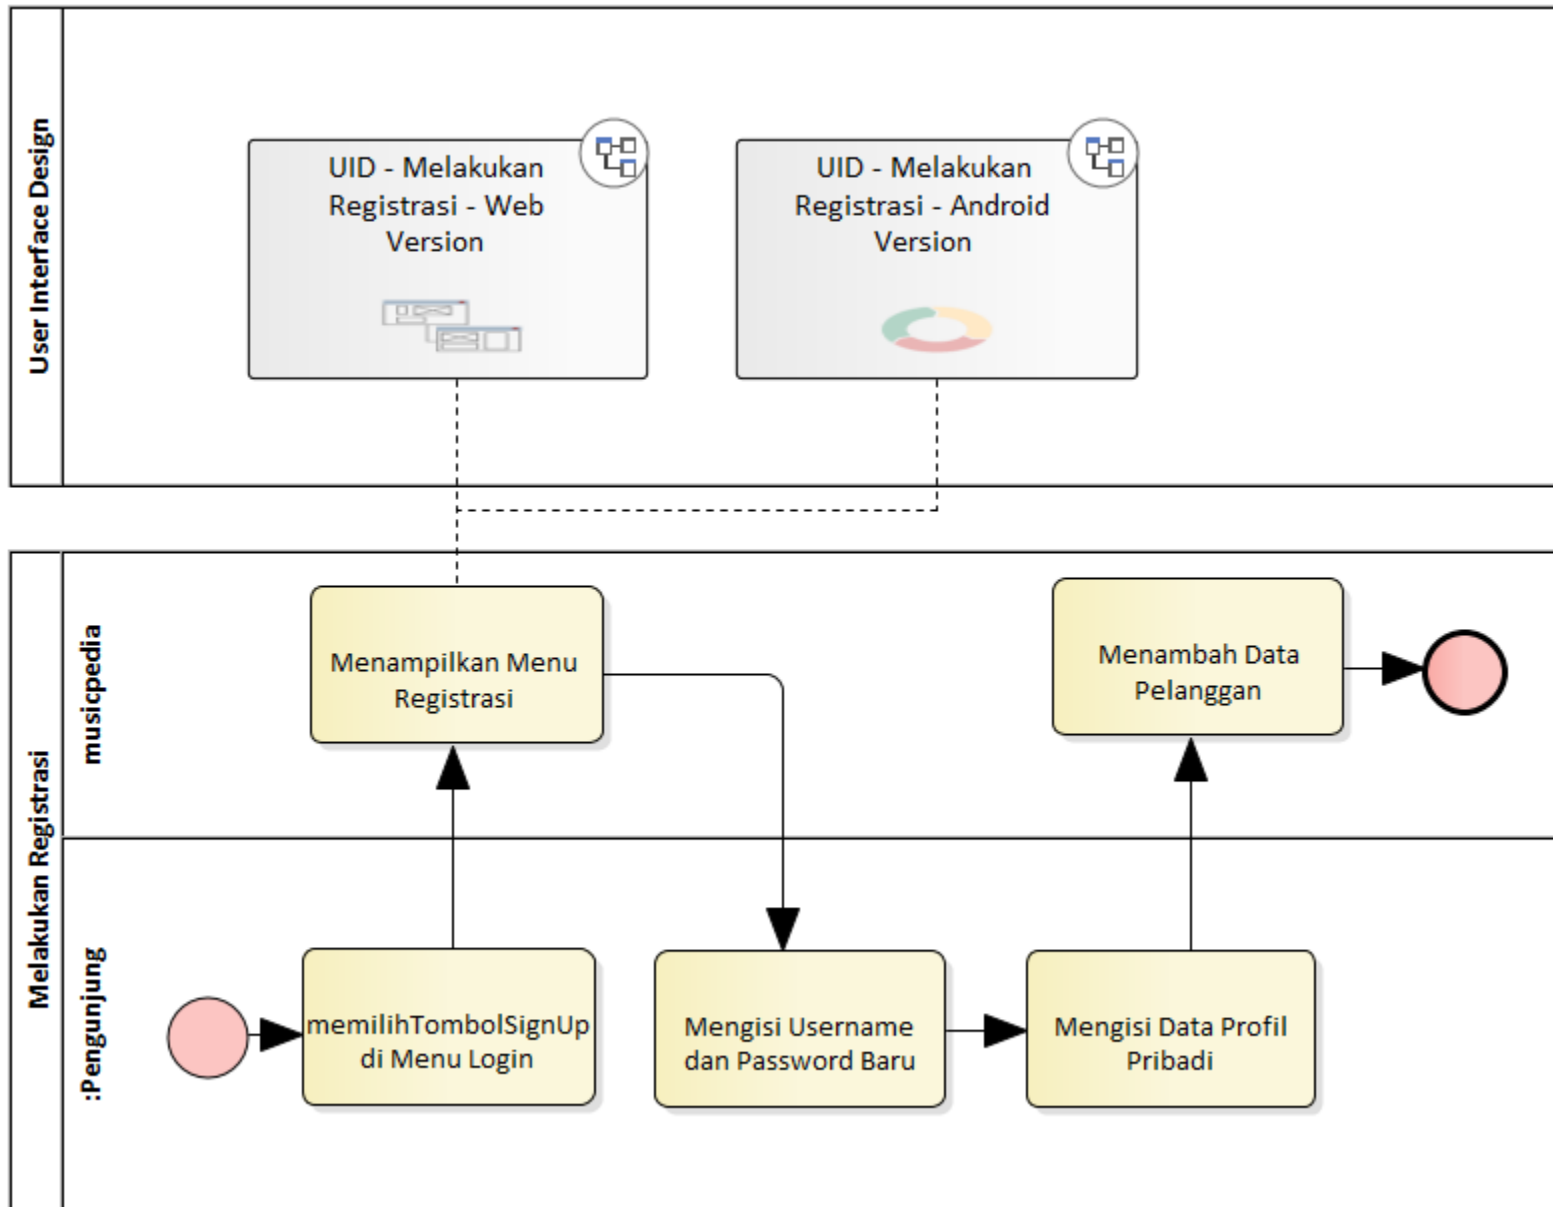 User Interface Design
UID - Melakukan
Registrasi - Web
Version
UID - Melakukan
Registrasi - Android
Version
Melakukan Registrasi
musicpedia
Menampilkan Menu
Registrasi
Menambah Data
Pelanggan
:Pengunjung
memilihTombolSignUp
di Menu Login
Mengisi Username
dan Password Baru
Mengisi Data Profil
Pribadi